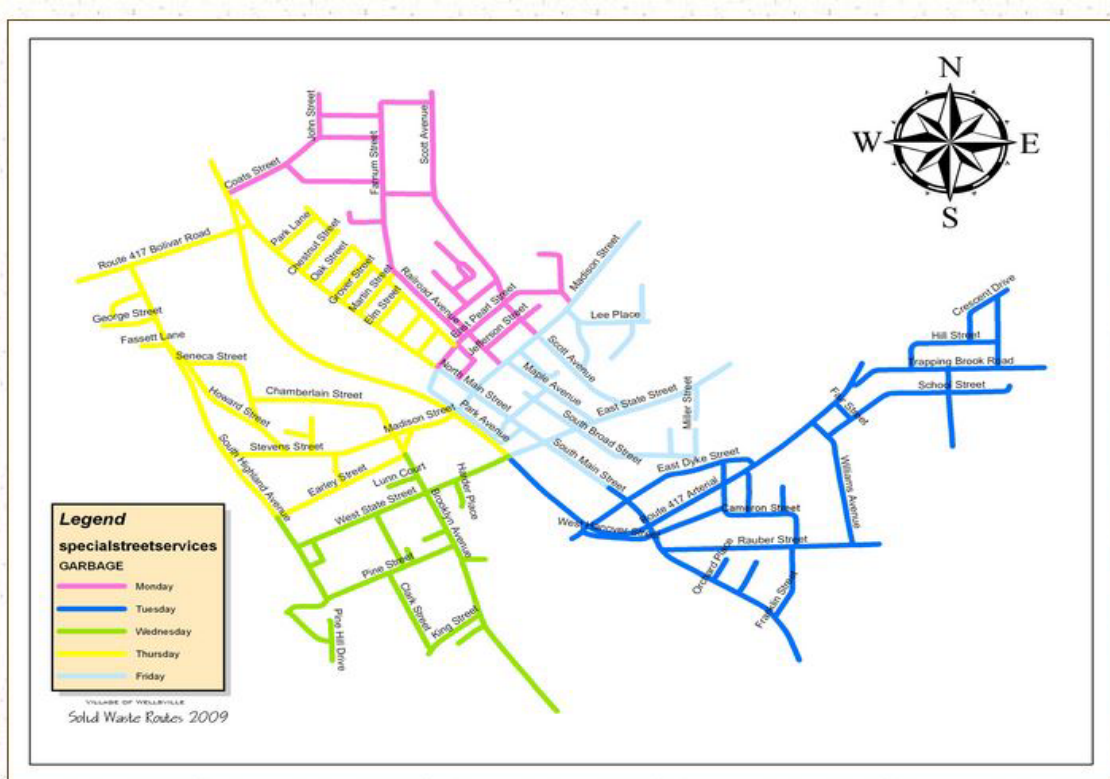 N
W
E
S
John Street
Coats Street
Farnum Street
Scott Avenue
Park Lane
Chestnut Street
Oak Street
Grover Street
Martin Street
Elm Street
Route 417 Bolivar Road
Railroad Avenue
East Pearl Street
Jefferson Street
Madison Street
Lee Place
Crescent Drive
Hill Street
Trapping Brook Road
School Street
George Street
Fassett Lane
Seneca Street
Howard Street
Chamberlain Street
North Main Street
Maple Avenue
Scott Avenue
East State Street
Miller Street
Fair Street
Madison Street
Park Avenue
South Broad Street
South Main Street
Stevens Street
South Highland Avenue
Earley Street
Lunn Court
Harder Place
East Dyke Street
Route 417 Arterial
Williams Avenue
West State Street
Brooklyn Avenue
West Hanover Street
Cameron Street
Rauber Street
Pine Street
Clark Street
King Street
Pine Hill Drive
Orchard Place
Franklin Street
Legend
specialstreetservices
GARBAGE
Monday
Tuesday
Wednesday
Thursday
Friday
VILLAGE OF WELLSVILLE
Solid Waste Routes 2009